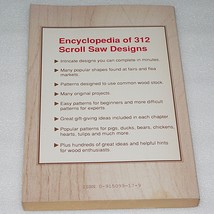 Encyclopedia of 312
Scroll Saw Designs
Intricate designs you can complete in minutes.
Many popular shapes found at fairs and flea
markets.
Patterns designed to use common wood stock.
Many original projects.
Easy patterns for beginners and more difficult
patterns for experts.
Great gift-giving ideas included in each
chapter
Popular patterns for pigs, ducks, bears, chickens,
hearts, tulips and much more.
Plus hundreds of great ideas and helpful hints
for wood enthusiasts.